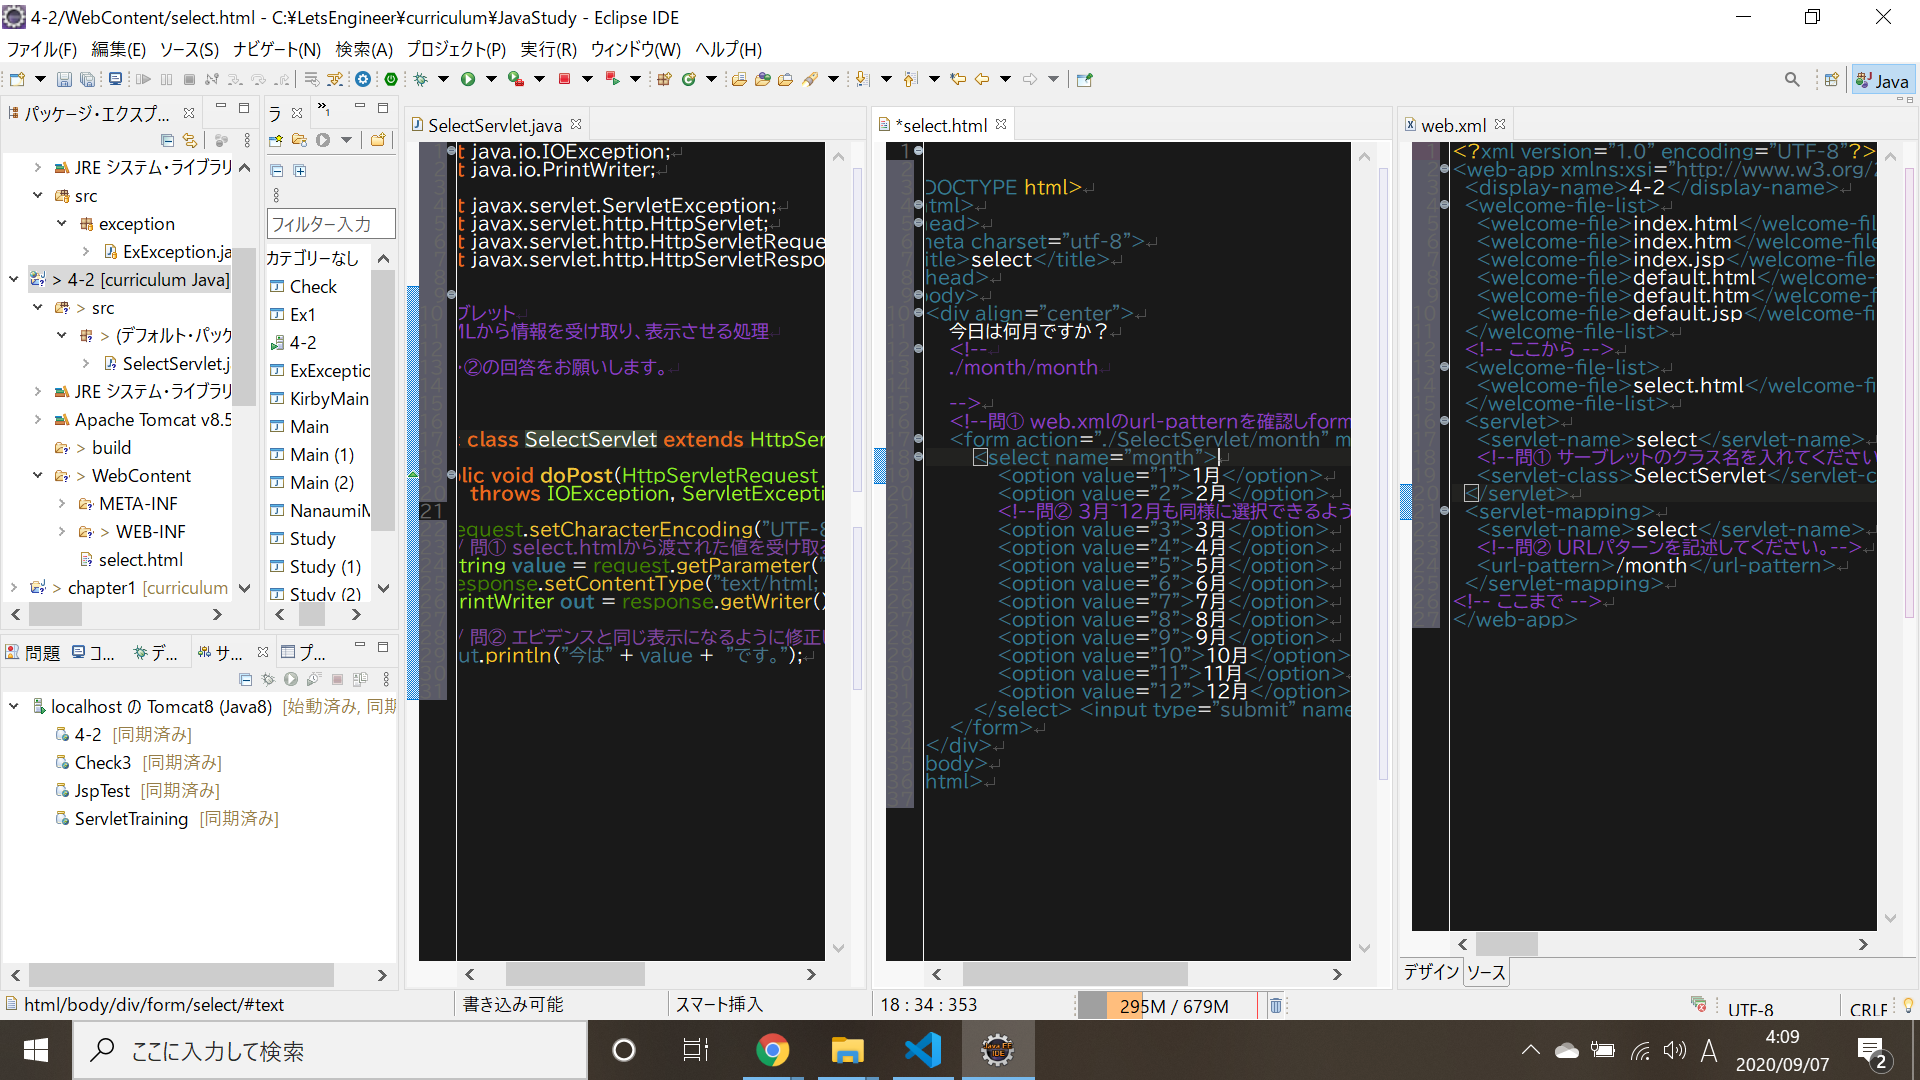 4-2/WebContent/select.html - C:¥LetsEngineer¥curriculum¥JavaStudy - Eclipse IDE
ファイル(F) 編集(E) ソース(S) ナビゲート(N) 検索(A) プロジェクト(P) 実行(R) ウィンドウ(W) ヘルプ(H)
Java
パッケージ・エクスプ...
JRE システム・ライブラリ
src
exception
ExException.ja
> 4-2 [curriculum Java]
> src
> (デフォルト・パック
SelectServlet.j
JRE システム・ライブラリ
Apache Tomcat v8.5
> build
> WebContent
META-INF
> WEB-INF
select.html
> chapter1 [curriculum
ラ
フィルター入力
カテゴリーなし
Check
Ex1
4-2
ExExceptic
KirbyMain
Main
Main (1)
Main (2)
NanaumiM
Study
Study (1)
Study (2)
問題 コ... デ... サ... プ...
localhost の Tomcat8 (Java8) [始動済み, 同期
4-2 [同期済み]
Check3 [同期済み]
JspTest [同期済み]
ServletTraining [同期済み]
SelectServlet.java
t java.io.IOException;
t java.io.PrintWriter;
t javax.servlet.ServletException;
t javax.servlet.http.HttpServlet;
t javax.servlet.http.HttpServletReque
t javax.servlet.http.HttpServletRespo
ブレット
MLから情報を受け取り、表示させる処理
・②の回答をお願いします。
class SelectServlet extends HttpSer
blic void doPost(HttpServletRequest
throws IOException, ServletExcepti
21
equest.setCharacterEncoding("UTF-8
/ 問① select.htmlから渡された値を受け取る
tring value = request.getParameter("
esponse.setContentType("text/html;
rintWriter out = response.getWriter()
/ 問② エビデンスと同じ表示になるように修正し
ut.println("今は" + value + "です。");
*select.html
DOCTYPE html>
tml>
head>
meta charset="utf-8">
title>select</title>
head>
body>
<div align="center">
今日は何月ですか？
<!--
./month/month
-->
<!--問① web.xmlのurl-patternを確認しform
<form action="./SelectServlet/month" m
<select name="month">
<option value="1">1月</option>
<option value="2">2月</option>
<!--問② 3月~12月も同様に選択できるよう
<option value="3">3月</option>
<option value="4">4月</option>
<option value="5">5月</option>
<option value="6">6月</option>
<option value="7">7月</option>
<option value="8">8月</option>
<option value="9">9月</option>
<option value="10">10月</option>
<option value="11">11月</option>
<option value="12">12月</option>
</select> <input type="submit" name
</form>
</div>
body>
html>
web.xml
<?xml version="1.0" encoding="UTF-8"?>
<web-app xmlns:xsi="http://www.w3.org/2
<display-name>4-2</display-name>
<welcome-file-list>
<welcome-file>index.html</welcome-fil
<welcome-file>index.htm</welcome-file
<welcome-file>index.jsp</welcome-file
<welcome-file>default.html</welcome-
<welcome-file>default.htm</welcome-f
<welcome-file>default.jsp</welcome-fi
</welcome-file-list>
<!-- ここから -->
<welcome-file-list>
<welcome-file>select.html</welcome-fi
</welcome-file-list>
<servlet>
<servlet-name>select</servlet-name>
<!--問① サーブレットのクラス名を入れてください
<servlet-class>SelectServlet</servlet-c
</servlet>
<servlet-mapping>
<servlet-name>select</servlet-name>
<!--問② URLパターンを記述してください。-->
<url-pattern>/month</url-pattern>
</servlet-mapping>
<!-- ここまで -->
</web-app>
デザイン ソース
html/body/div/form/select/#text
書き込み可能
スマート挿入
18 : 34 : 353
295M / 679M
UTF-8
CRLF
ここに入力して検索
A
4:09
2020/09/07
2